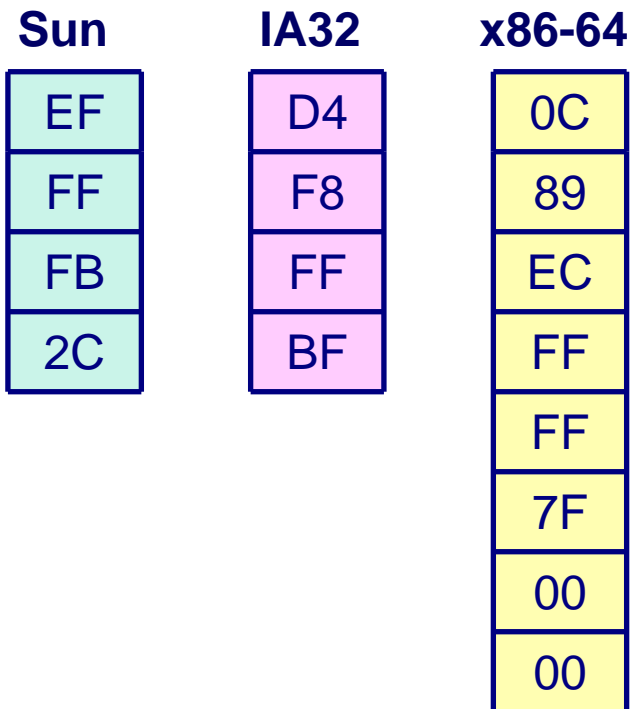 Sun IA32 x86-64
EF D4 0C
FF F8 89
FB FF EC
2C BF FF
FF
7F
00
00